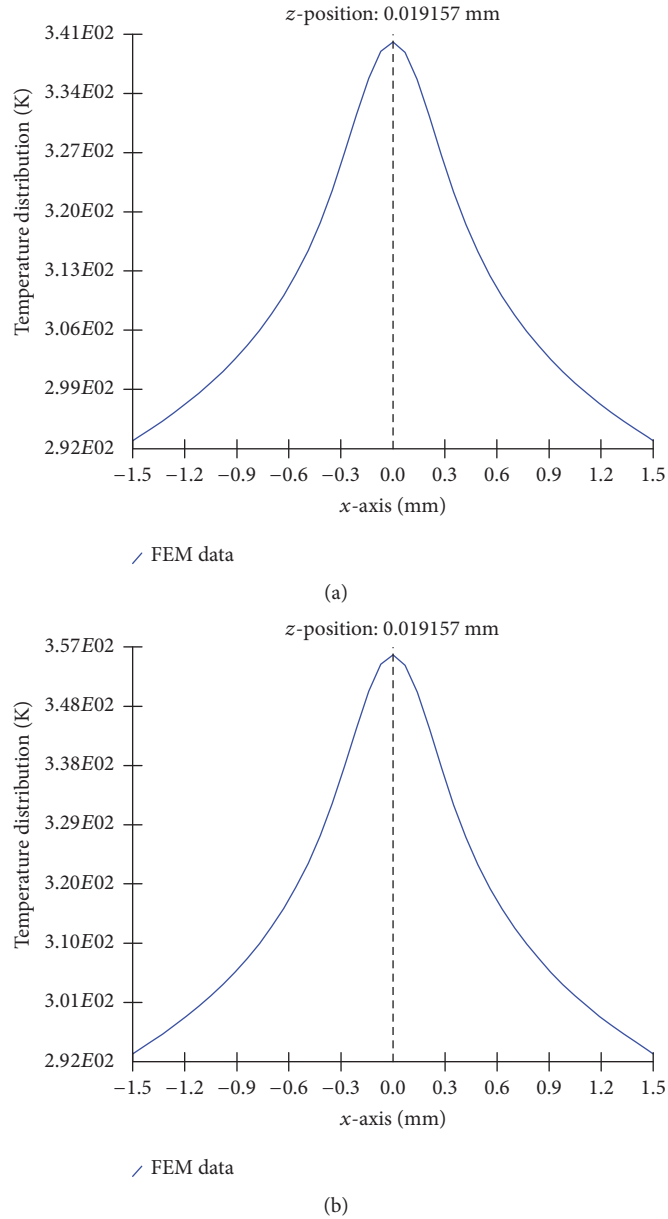 z-position: 0.019157 mm
3.41E02
3.34E02
3.27E02
3.20E02
3.13E02
3.06E02
2.99E02
2.92E02
Temperature distribution (K)
−1.5 −1.2 −0.9 −0.6 −0.3 0.0 0.3 0.6 0.9 1.2 1.5
x-axis (mm)
FEM data
(a)
z-position: 0.019157 mm
3.57E02
3.48E02
3.38E02
3.29E02
3.20E02
3.10E02
3.01E02
2.92E02
Temperature distribution (K)
−1.5 −1.2 −0.9 −0.6 −0.3 0.0 0.3 0.6 0.9 1.2 1.5
x-axis (mm)
FEM data
(b)